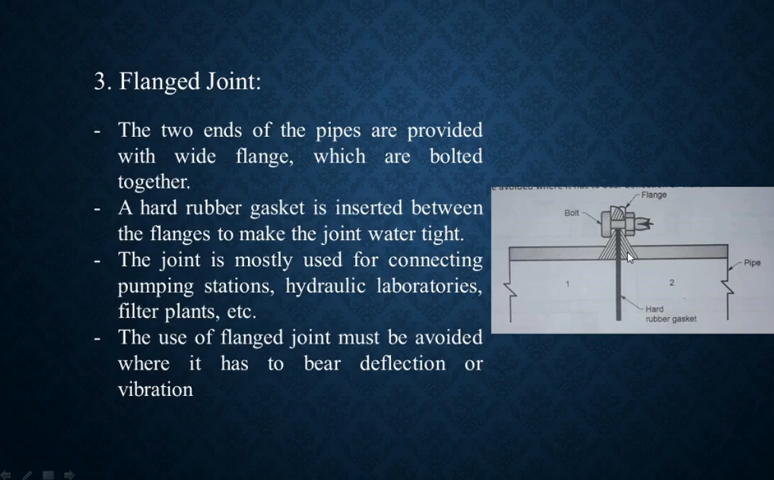 3. Flanged Joint:
- The two ends of the pipes are provided
with wide flange, which are bolted
together.
- A hard rubber gasket is inserted between
the flanges to make the joint water tight.
- The joint is mostly used for connecting
pumping stations, hydraulic laboratories,
filter plants, etc.
- The use of flanged joint must be avoided
where it has to bear deflection or
vibration
Flange
Bolt
Pipe
1
2
Hard
rubber gasket